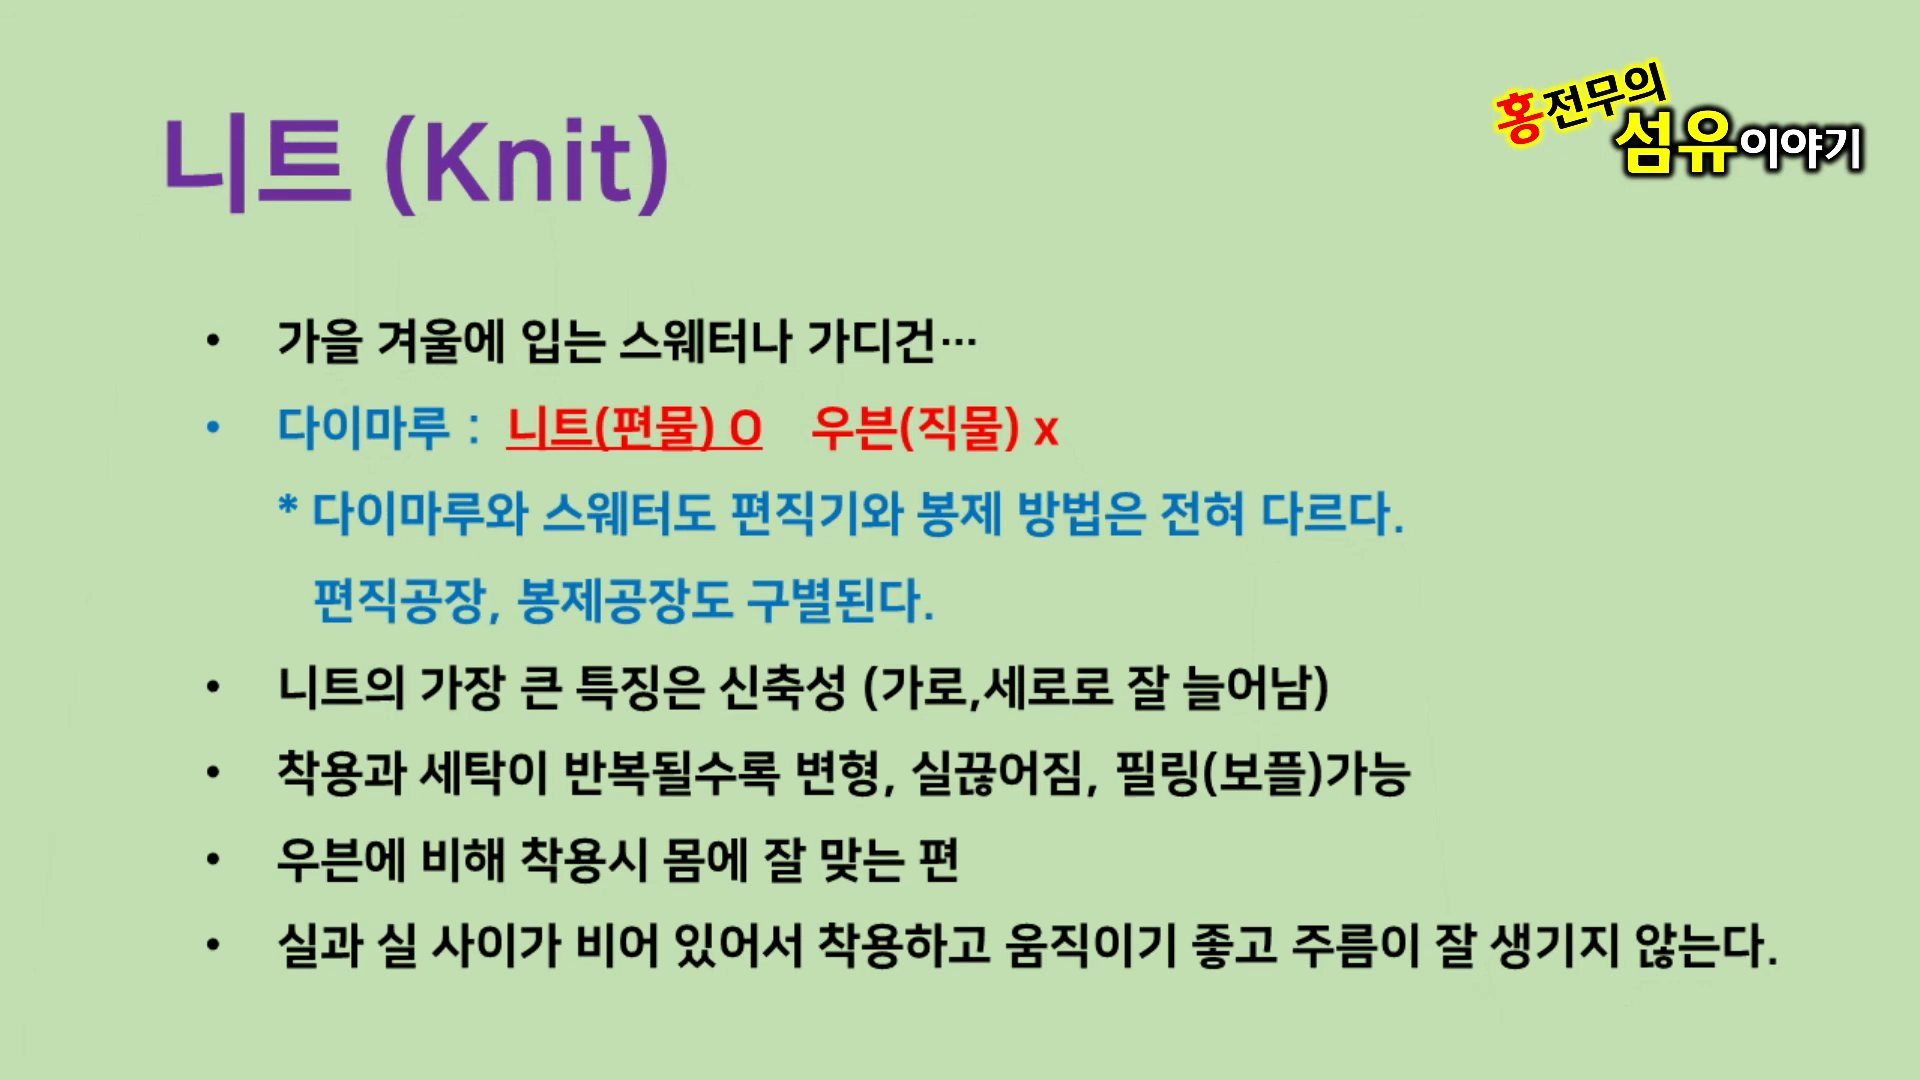 홍전무의
섬유이야기
니트 (Knit)
• 가을 겨울에 입는 스웨터나 가디건…
• 다이마루 : 니트(편물) O 우븐(직물) x
* 다이마루와 스웨터도 편직기와 봉제 방법은 전혀 다르다.
편직공장, 봉제공장도 구별된다.
• 니트의 가장 큰 특징은 신축성 (가로,세로로 잘 늘어남)
• 착용과 세탁이 반복될수록 변형, 실끊어짐, 필링(보플)가능
• 우븐에 비해 착용시 몸에 잘 맞는 편
• 실과 실 사이가 비어 있어서 착용하고 움직이기 좋고 주름이 잘 생기지 않는다.